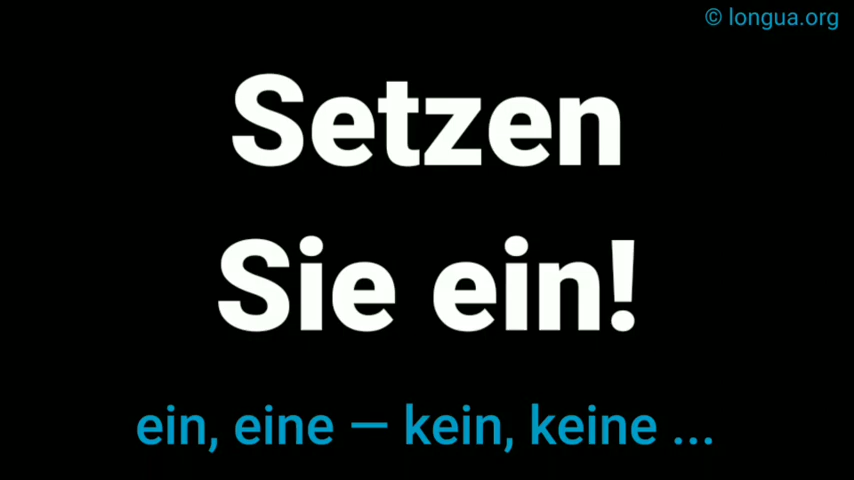 © longua.org
Setzen
Sie ein!
ein, eine — kein, keine ...